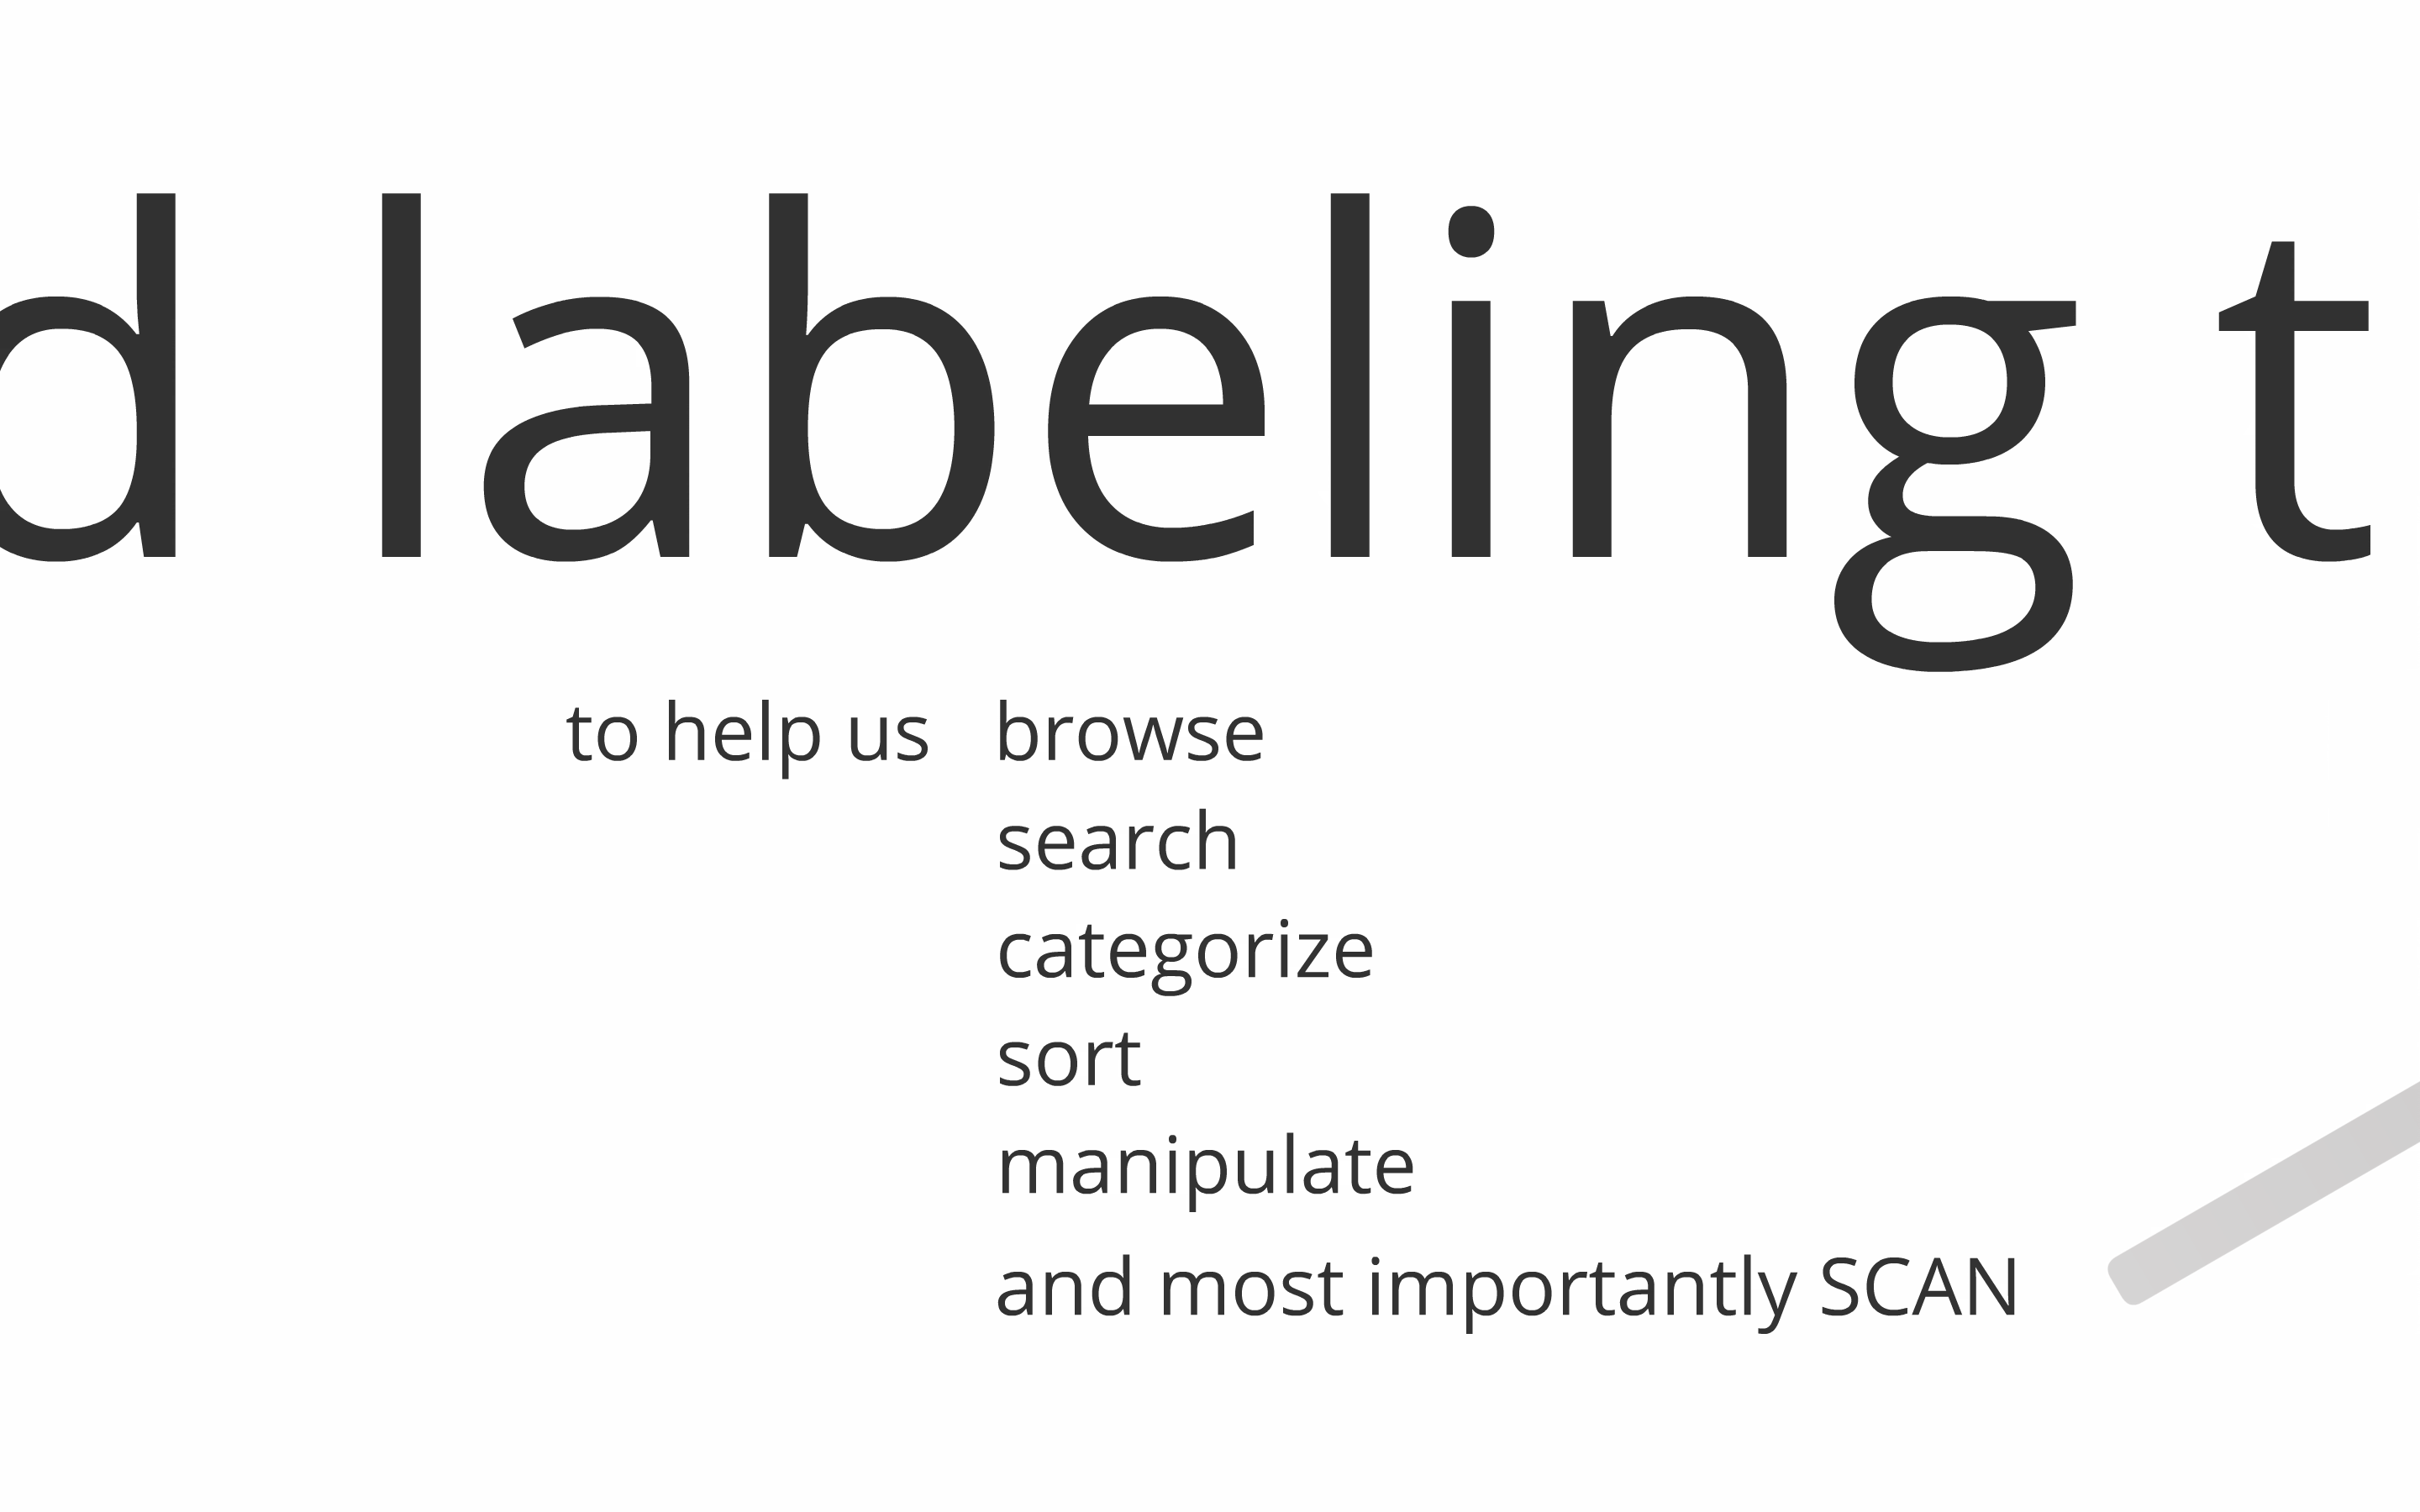 d labeling t
to help us browse
search
categorize
sort
manipulate
and most importantly SCAN